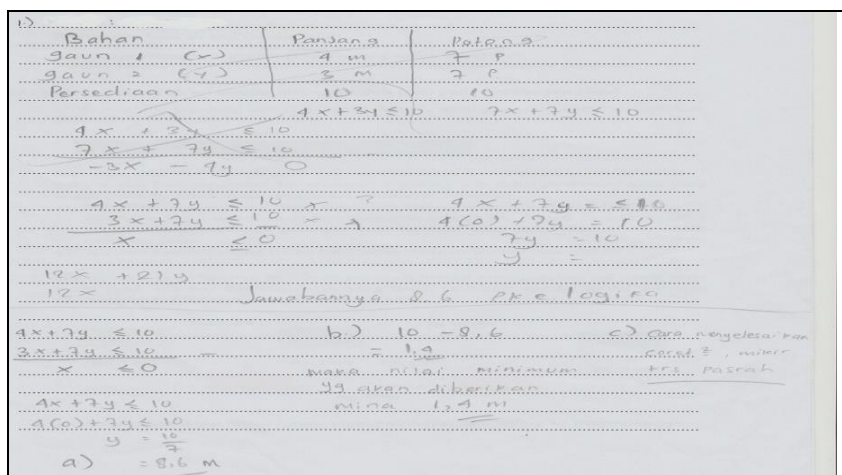 1.)
Bahan Panjang Potong
gaun 1 (x) 4 m 7 P
gaun 2 (y) 3 m 7 P
Persediaan 10 10
4x + 3y ≤ 10 7x + 7y ≤ 10
4x + 3y ≤ 10
7x + 7y ≤ 10
-3x - 4y 0
4x + 7y ≤ 10 x ?
3x + 7y ≤ 10
x ≤ 0
4x + 7y = ≤ 10
4(0) + 7y = 10
7y = 10
y =
12x + 21y
12x
Jawabannya 8,6 pke logika
4x + 7y ≤ 10
3x + 7y ≤ 10 -
x ≤ 0
4x + 7y ≤ 10
4(0) + 7y ≤ 10
y = 10/7
a) = 8,6 m
b.) 10 - 8,6
= 1,4
maka nilai minimum
yg akan diberikan
mina 1,4 m
c) Cara menyelesaikan
coret², mikir
trs pasrah